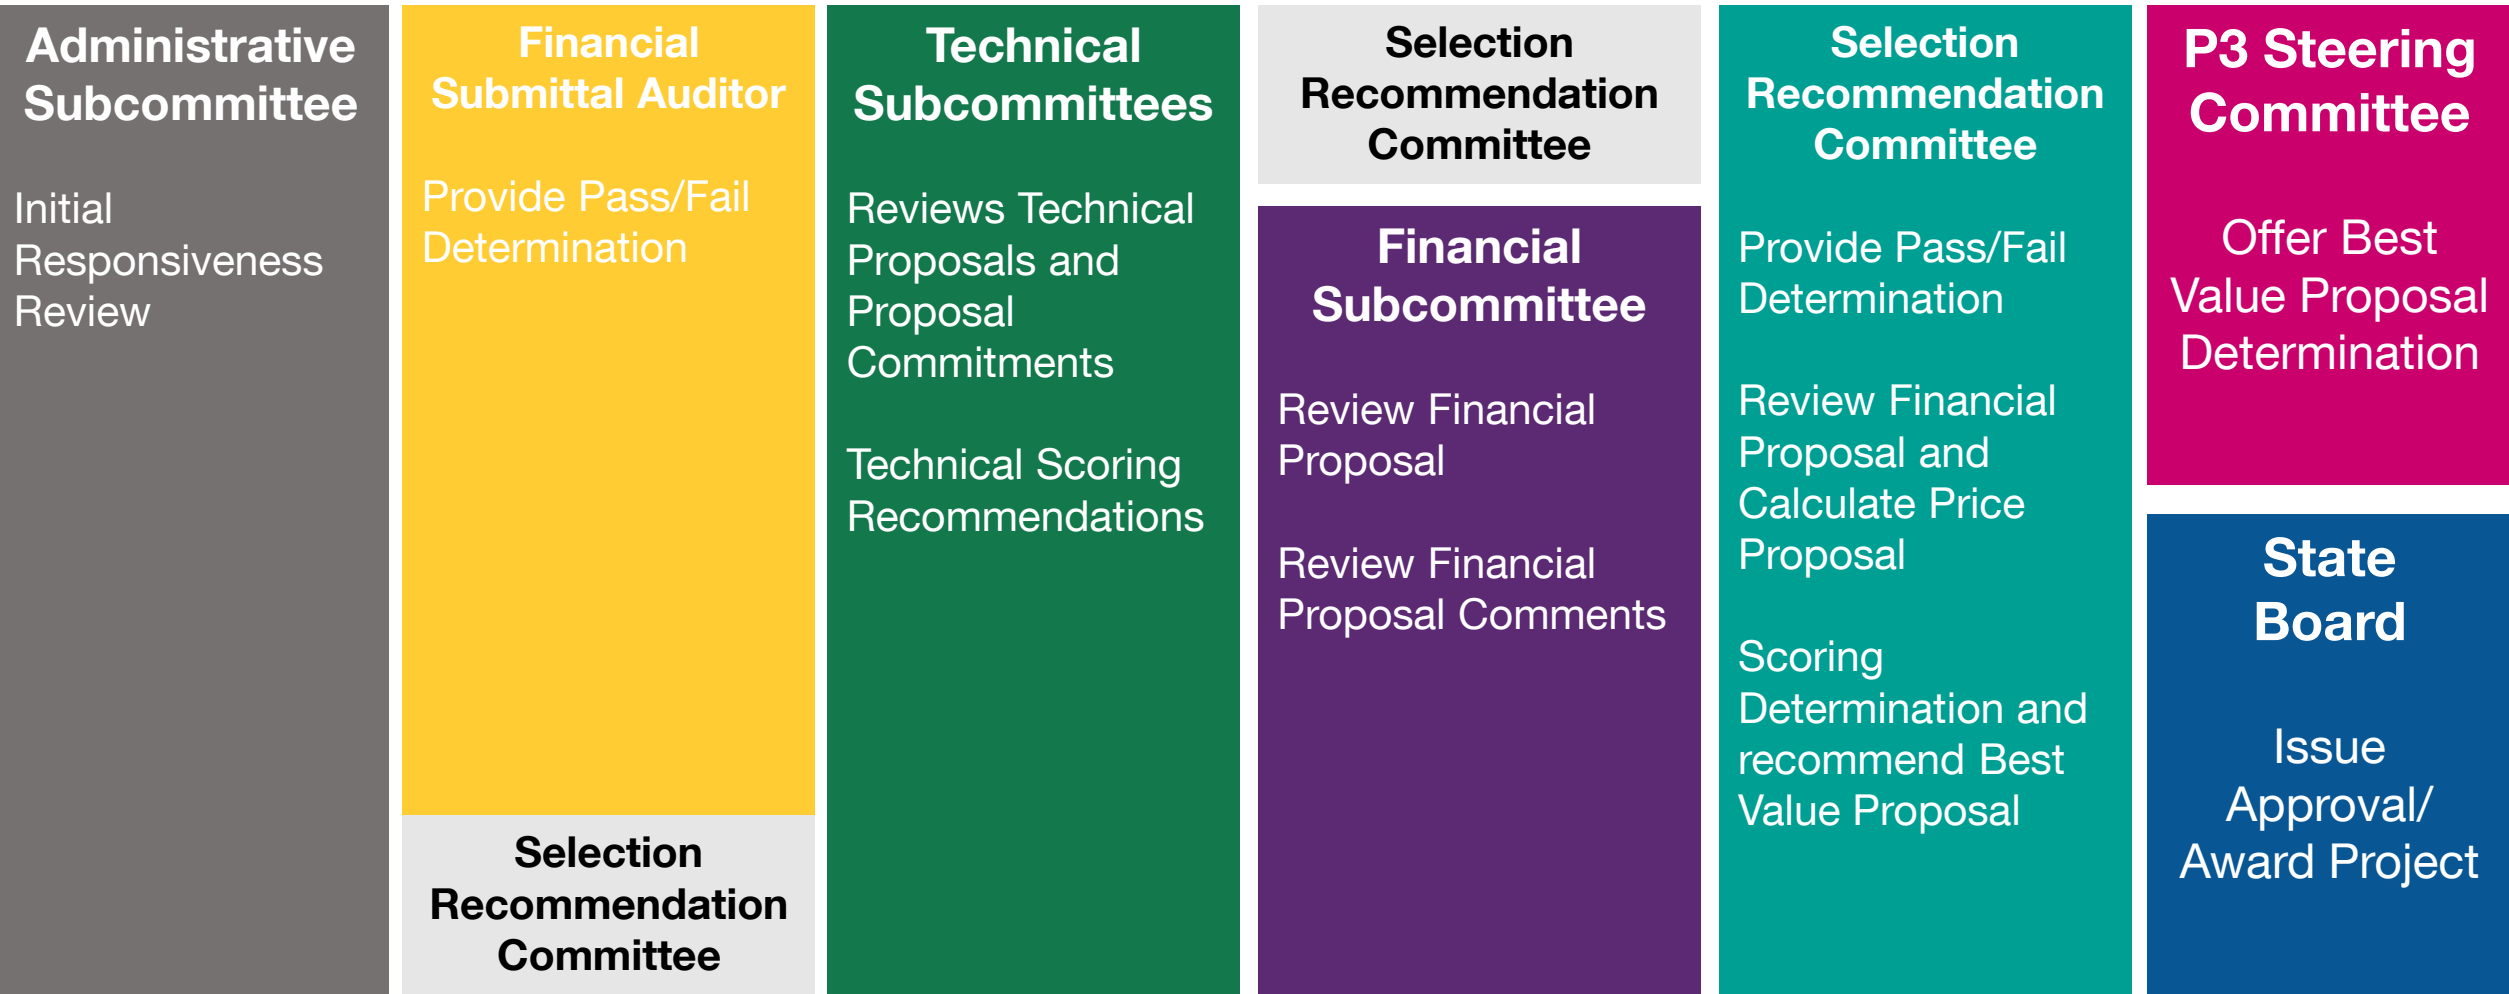 Administrative
Subcommittee
Initial
Responsiveness
Review
Financial
Submittal Auditor
Provide Pass/Fail
Determination
Selection
Recommendation
Committee
Technical
Subcommittees
Reviews Technical
Proposals and
Proposal
Commitments
Technical Scoring
Recommendations
Selection
Recommendation
Committee
Financial
Subcommittee
Review Financial
Proposal
Review Financial
Proposal Comments
Selection
Recommendation
Committee
Provide Pass/Fail
Determination
Review Financial
Proposal and
Calculate Price
Proposal
Scoring
Determination and
recommend Best
Value Proposal
P3 Steering
Committee
Offer Best
Value Proposal
Determination
State
Board
Issue
Approval/
Award Project